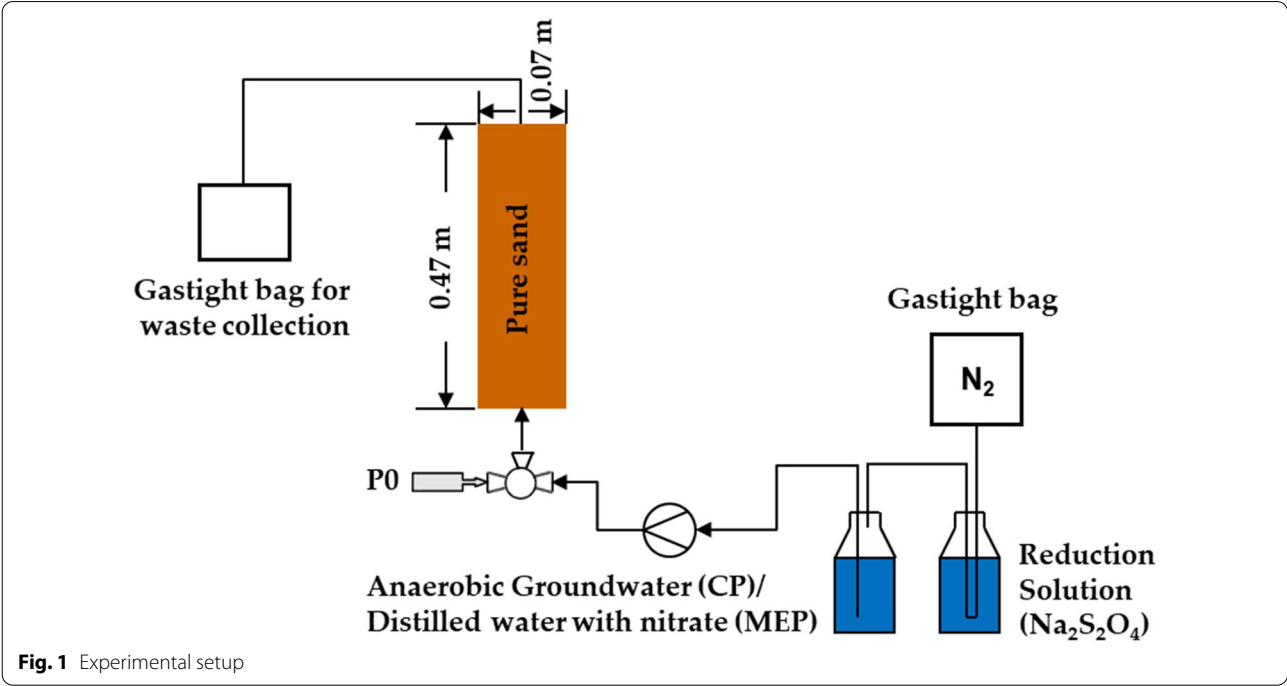 0.07 m
0.47 m
Pure sand
Gastight bag for
waste collection
Gastight bag
N₂
P0
Anaerobic Groundwater (CP)/
Distilled water with nitrate (MEP)
Reduction
Solution
(Na₂S₂O₄)
Fig. 1 Experimental setup